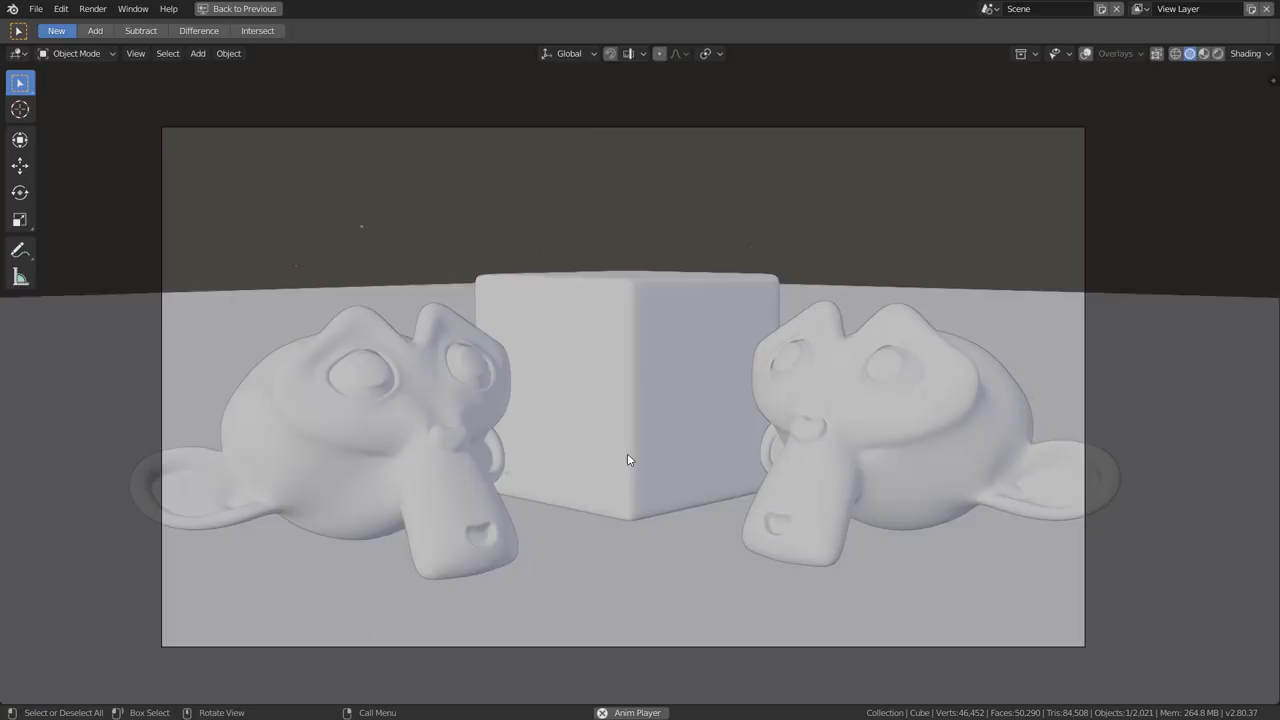 File Edit Render Window Help Back to Previous Scene View Layer
New Add Subtract Difference Intersect
Object Mode View Select Add Object Global Overlays Shading
Select or Deselect All Box Select Rotate View Call Menu Anim Player Collection | Cube | Verts:46,452 | Faces:50,290 | Tris:84,508 | Objects:1/2,021 | Mem: 264.8 MB | v2.80.37